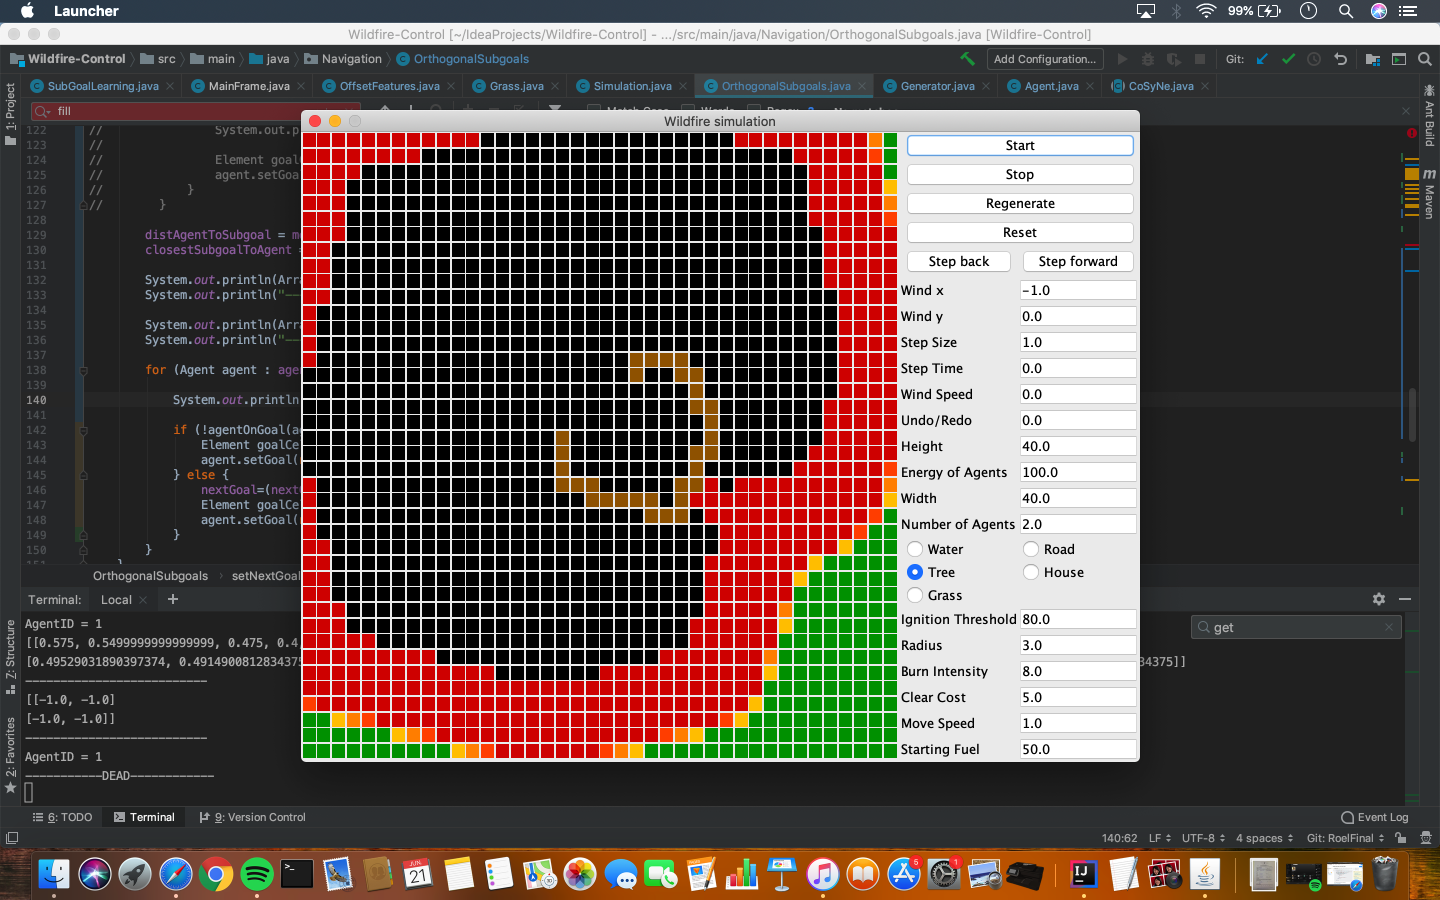 Launcher
99%
Wildfire-Control [~/IdeaProjects/Wildfire-Control] - .../src/main/java/Navigation/OrthogonalSubgoals.java [Wildfire-Control]
Wildfire-Control src main java Navigation OrthogonalSubgoals
Add Configuration...
Git:
SubGoalLearning.java MainFrame.java OffsetFeatures.java Grass.java Simulation.java OrthogonalSubgoals.java Generator.java Agent.java CoSyNe.java
fill
Match Case Words Regex
122 // System.out.p
123 //
124 // Element goal
125 // agent.setGoa
126 // }
127 // }
128
129 distAgentToSubgoal = m
130 closestSubgoalToAgent =
131
132 System.out.println(Arr
133 System.out.println("--
134
135 System.out.println(Arr
136 System.out.println("--
137
138 for (Agent agent : age
139
140 System.out.println
141
142 if (!agentOnGoal(a
143 Element goalCe
144 agent.setGoal(
145 } else {
146 nextGoal=(next
147 Element goalCe
148 agent.setGoal(
149 }
150 }
OrthogonalSubgoals setNextGoal
1: Project
Z: Structure
2: Favorites
Ant Build
Maven
Wildfire simulation
Start
Stop
Regenerate
Reset
Step back Step forward
Wind x -1.0
Wind y 0.0
Step Size 1.0
Step Time 0.0
Wind Speed 0.0
Undo/Redo 0.0
Height 40.0
Energy of Agents 100.0
Width 40.0
Number of Agents 2.0
Water Road
Tree House
Grass
Ignition Threshold 80.0
Radius 3.0
Burn Intensity 8.0
Clear Cost 5.0
Move Speed 1.0
Starting Fuel 50.0
Terminal: Local
get
AgentID = 1
[[0.575, 0.5499999999999999, 0.475, 0.4
[0.49529031890397374, 0.4914900812834375 34375]]
---------------------------
[[-1.0, -1.0]
[-1.0, -1.0]]
---------------------------
AgentID = 1
-----------DEAD------------
6: TODO Terminal 9: Version Control Event Log
140:62 LF UTF-8 4 spaces Git: RoelFinal
JUN
21
5
1
IJ